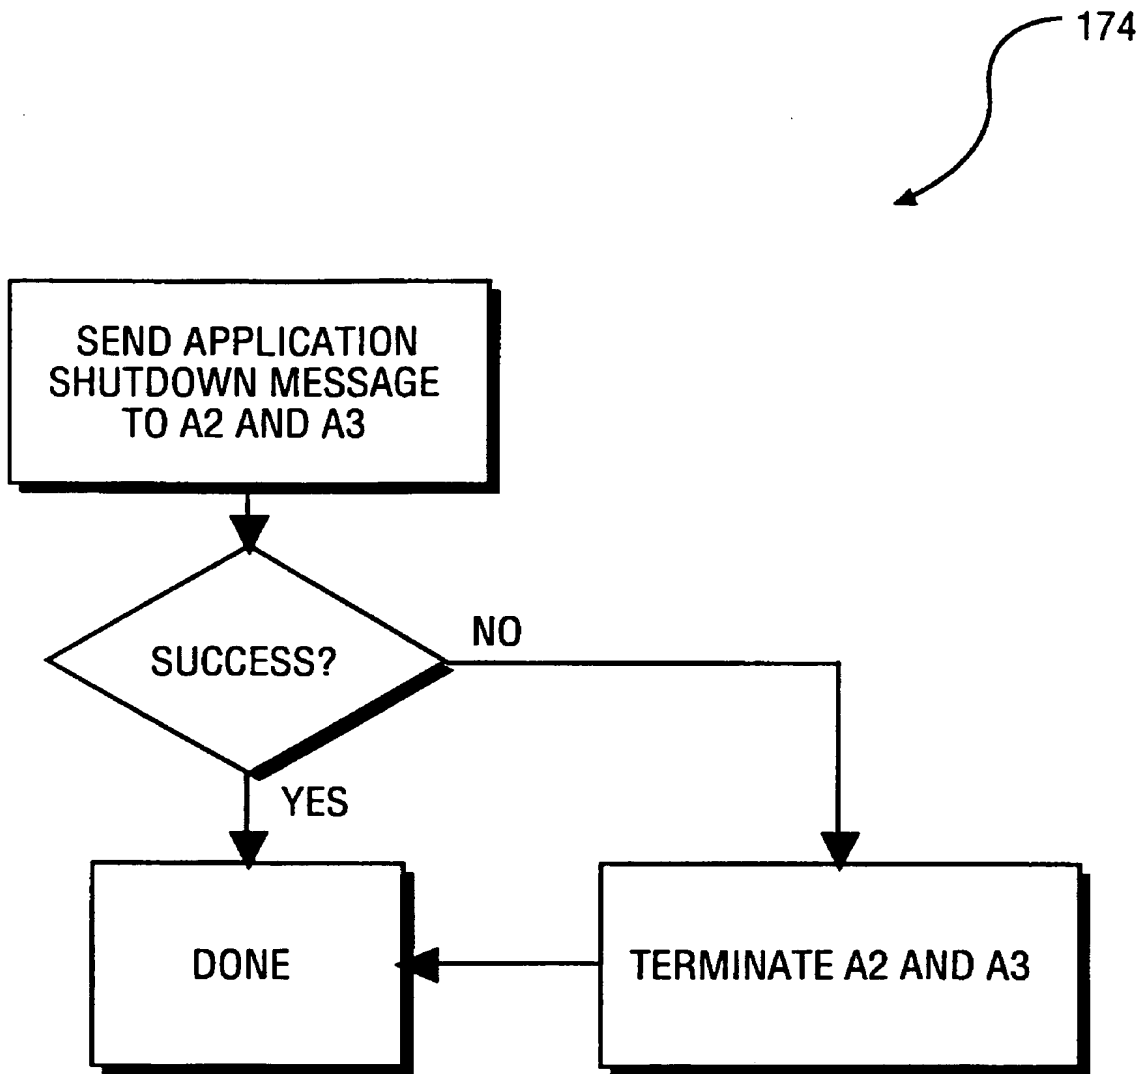 174
SEND APPLICATION
SHUTDOWN MESSAGE
TO A2 AND A3
SUCCESS?
NO
YES
DONE
TERMINATE A2 AND A3